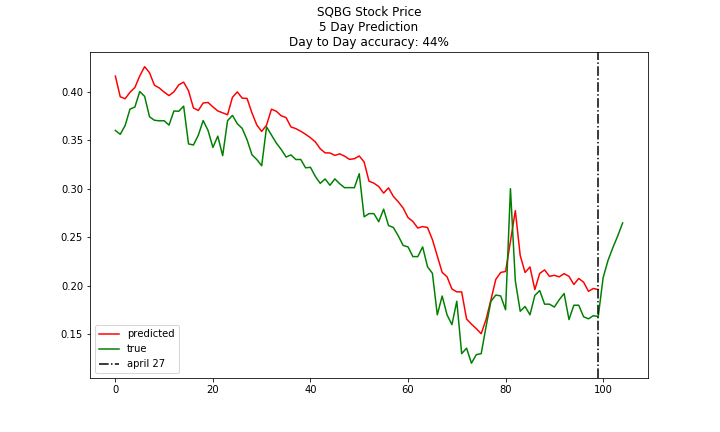 SQBG Stock Price
5 Day Prediction
Day to Day accuracy: 44%
0.40
0.35
0.30
0.25
0.20
0.15
predicted
true
april 27
0 20 40 60 80 100